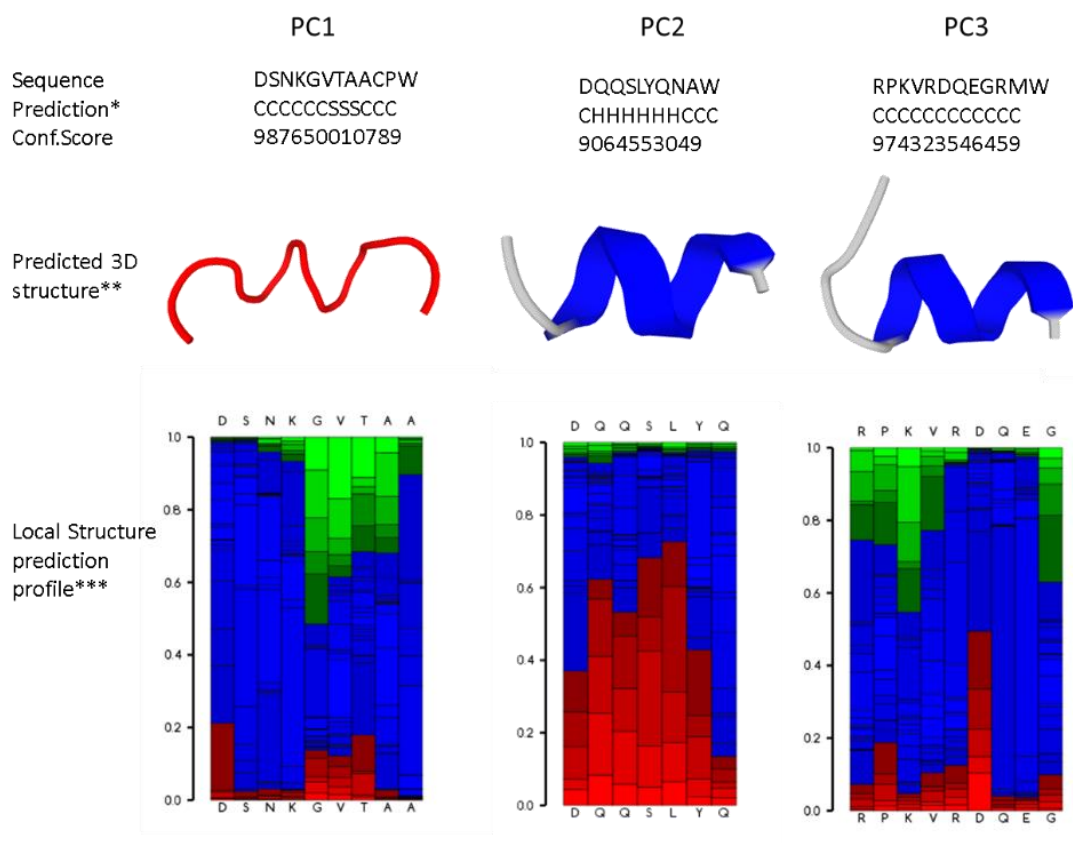 PC1 PC2 PC3
Sequence DSNKGVTAACPW DQQSLYQNAW RPKVRDQEGRMW
Prediction* CCCCCCSSSCCC CHHHHHHCCC CCCCCCCCCCCC
Conf.Score 987650010789 9064553049 974323546459
Predicted 3D
structure**
D S N K G V T A A D Q Q S L Y Q R P K V R D Q E G
1.0 1.0 1.0
0.8 0.8 0.8
Local Structure
prediction
profile***
0.6 0.6 0.6
0.4 0.4 0.4
0.2 0.2 0.2
0.0 0.0 0.0
D S N K G V T A A D Q Q S L Y Q R P K V R D Q E G